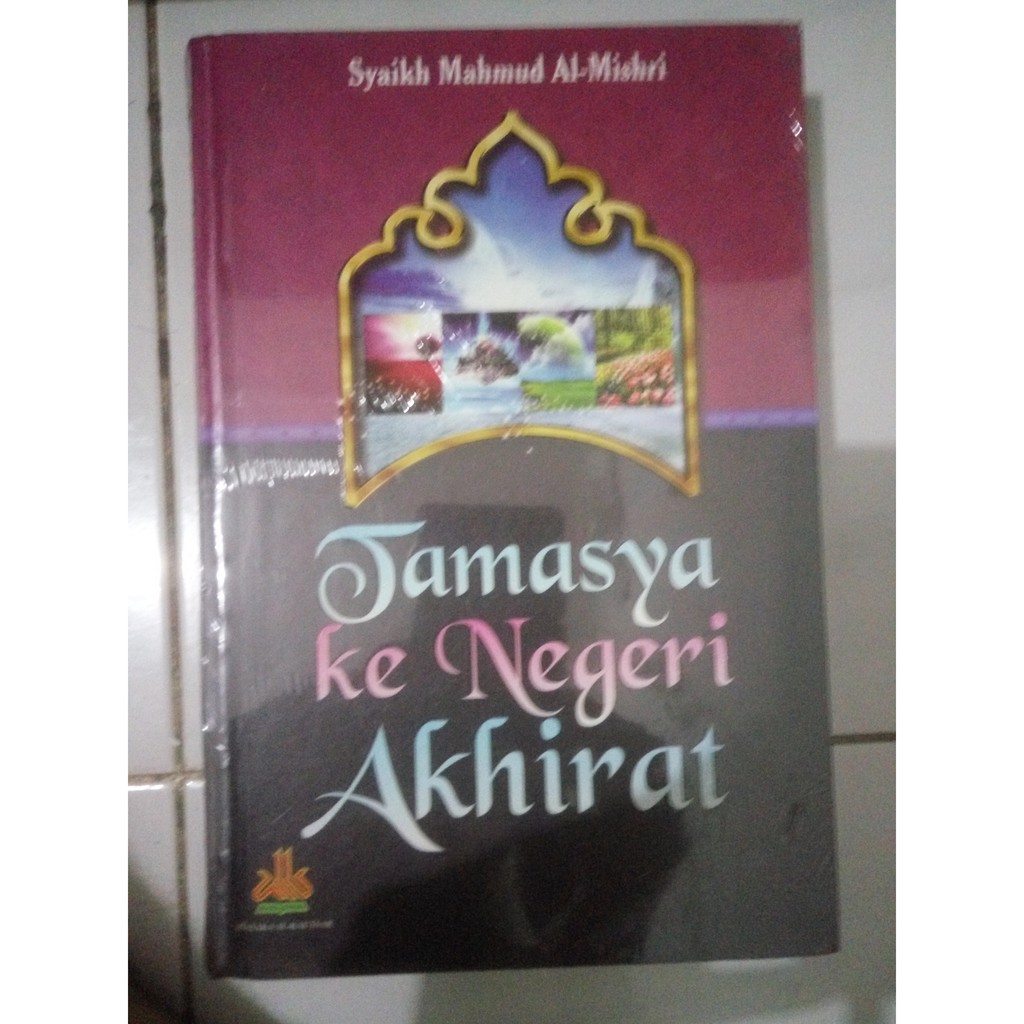 Syaikh Mahmud Al-Mishri
Tamasya
ke Negeri
Akhirat